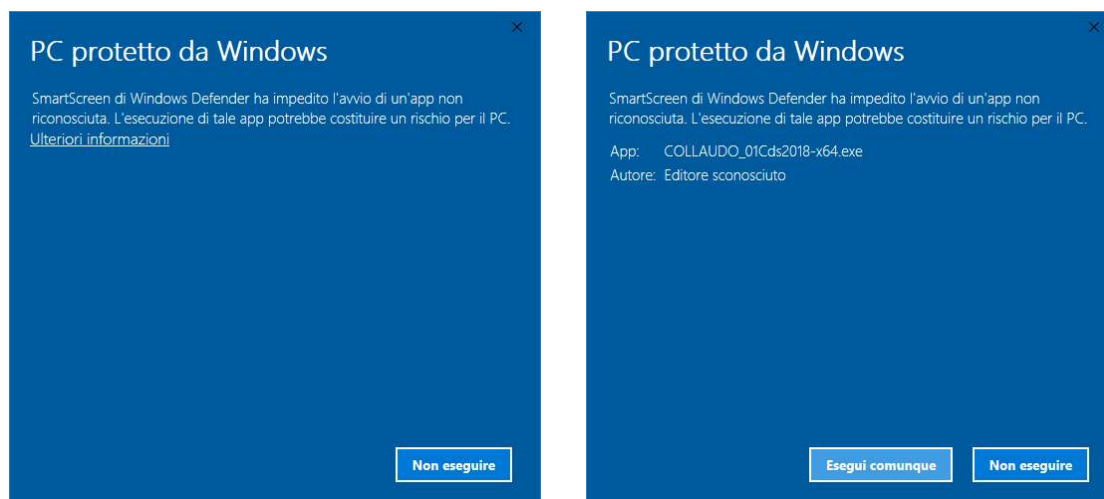 PC protetto da Windows
SmartScreen di Windows Defender ha impedito l'avvio di un'app non
riconosciuta. L'esecuzione di tale app potrebbe costituire un rischio per il PC.
Ulteriori informazioni
Non eseguire
PC protetto da Windows
SmartScreen di Windows Defender ha impedito l'avvio di un'app non
riconosciuta. L'esecuzione di tale app potrebbe costituire un rischio per il PC.
App: COLLAUDO_01Cds2018-x64.exe
Autore: Editore sconosciuto
Esegui comunque Non eseguire